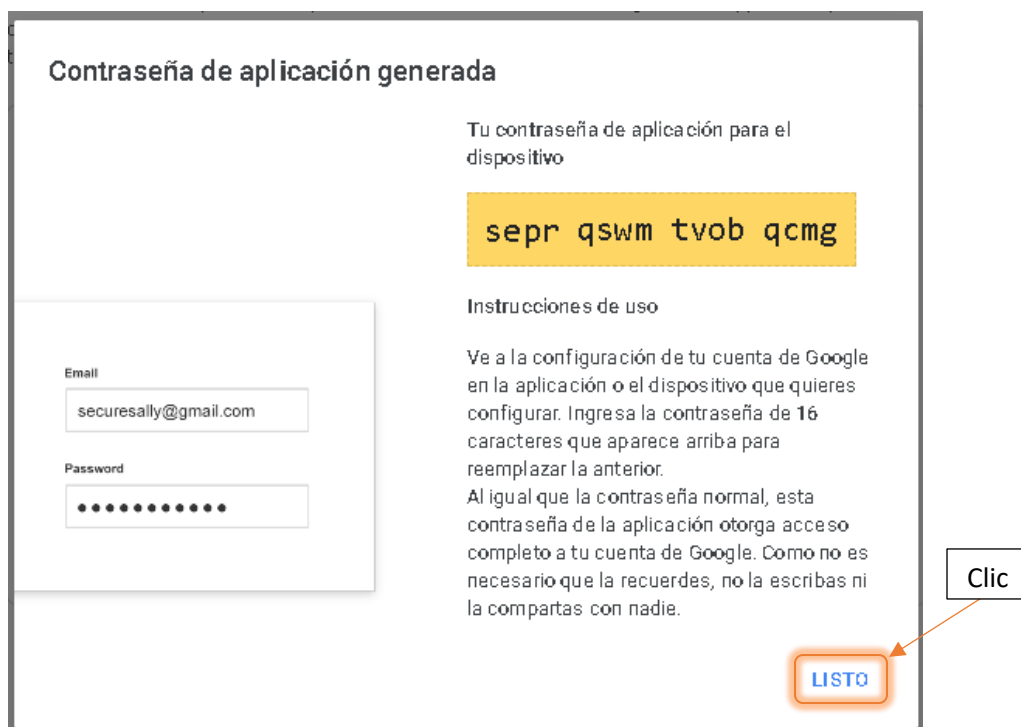 Contraseña de aplicación generada
Tu contraseña de aplicación para el
dispositivo
sepr qswm tvob qcmg
Instrucciones de uso
Ve a la configuración de tu cuenta de Google
en la aplicación o el dispositivo que quieres
configurar. Ingresa la contraseña de 16
caracteres que aparece arriba para
reemplazar la anterior.
Al igual que la contraseña normal, esta
contraseña de la aplicación otorga acceso
completo a tu cuenta de Google. Como no es
necesario que la recuerdes, no la escribas ni
la compartas con nadie.
Email
securesally@gmail.com
Password
●●●●●●●●●●●
Clic
LISTO